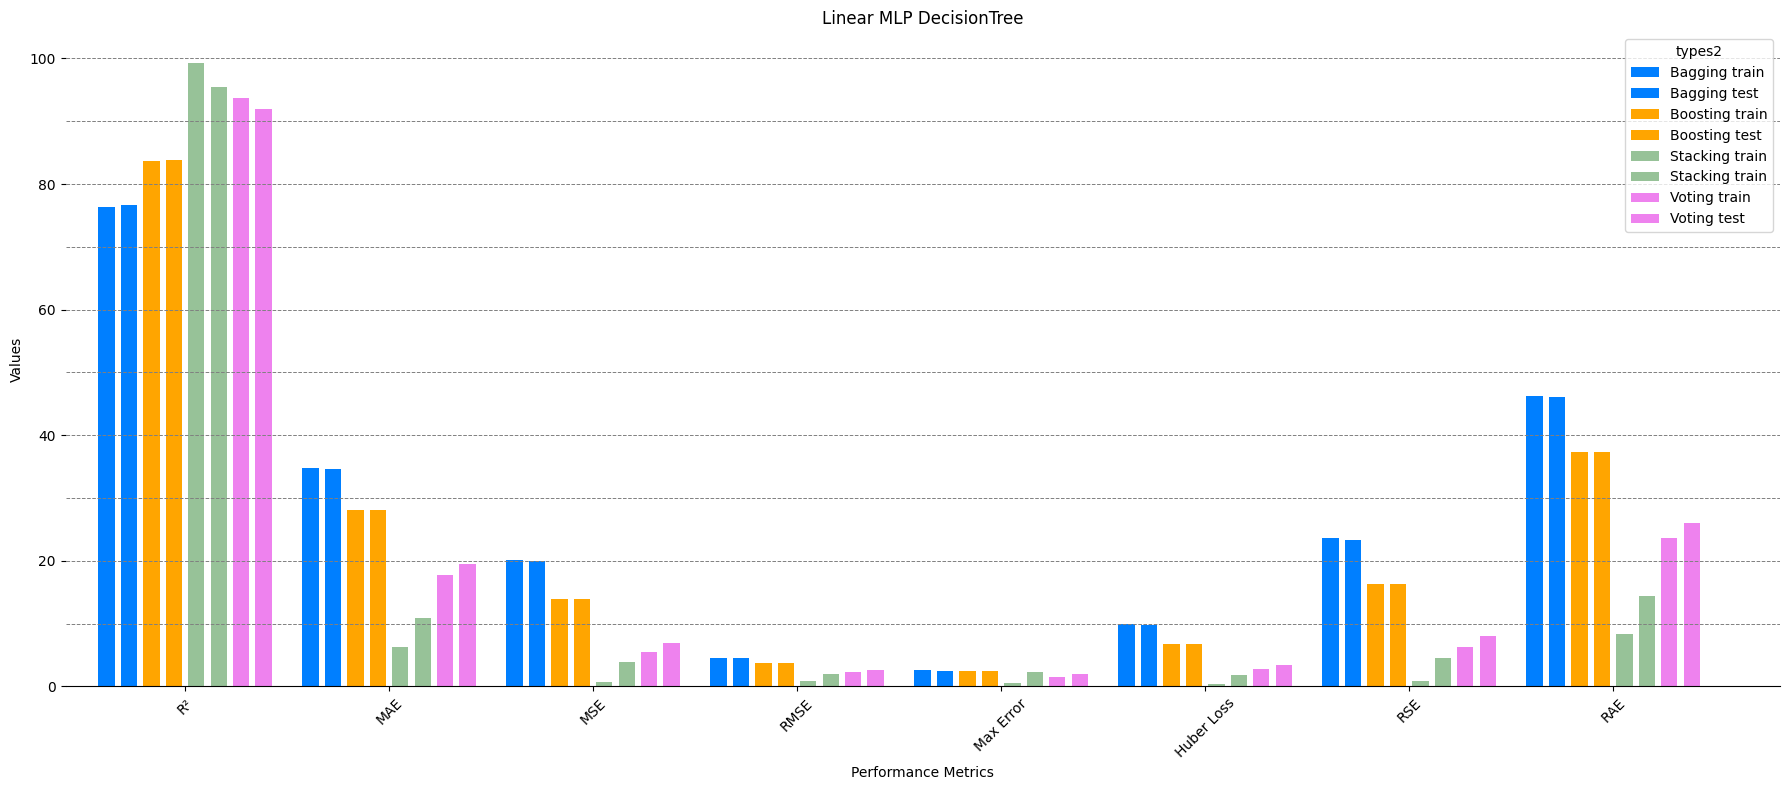 Linear MLP DecisionTree
types2
Bagging train
Bagging test
Boosting train
Boosting test
Stacking train
Stacking train
Voting train
Voting test
Values
100
80
60
40
20
0
R²
MAE
MSE
RMSE
Max Error
Huber Loss
RSE
RAE
Performance Metrics